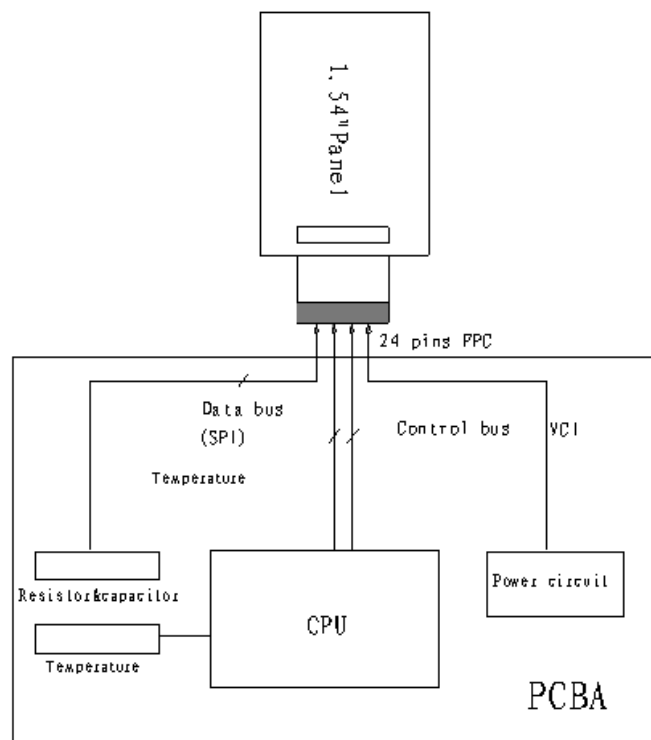 1.54"Panel
24 ping FPC
Data bus
(SPI)
Control bus
VCI
Temperature
Resistor&capacitor
Power circuit
CPU
Temperature
PCBA